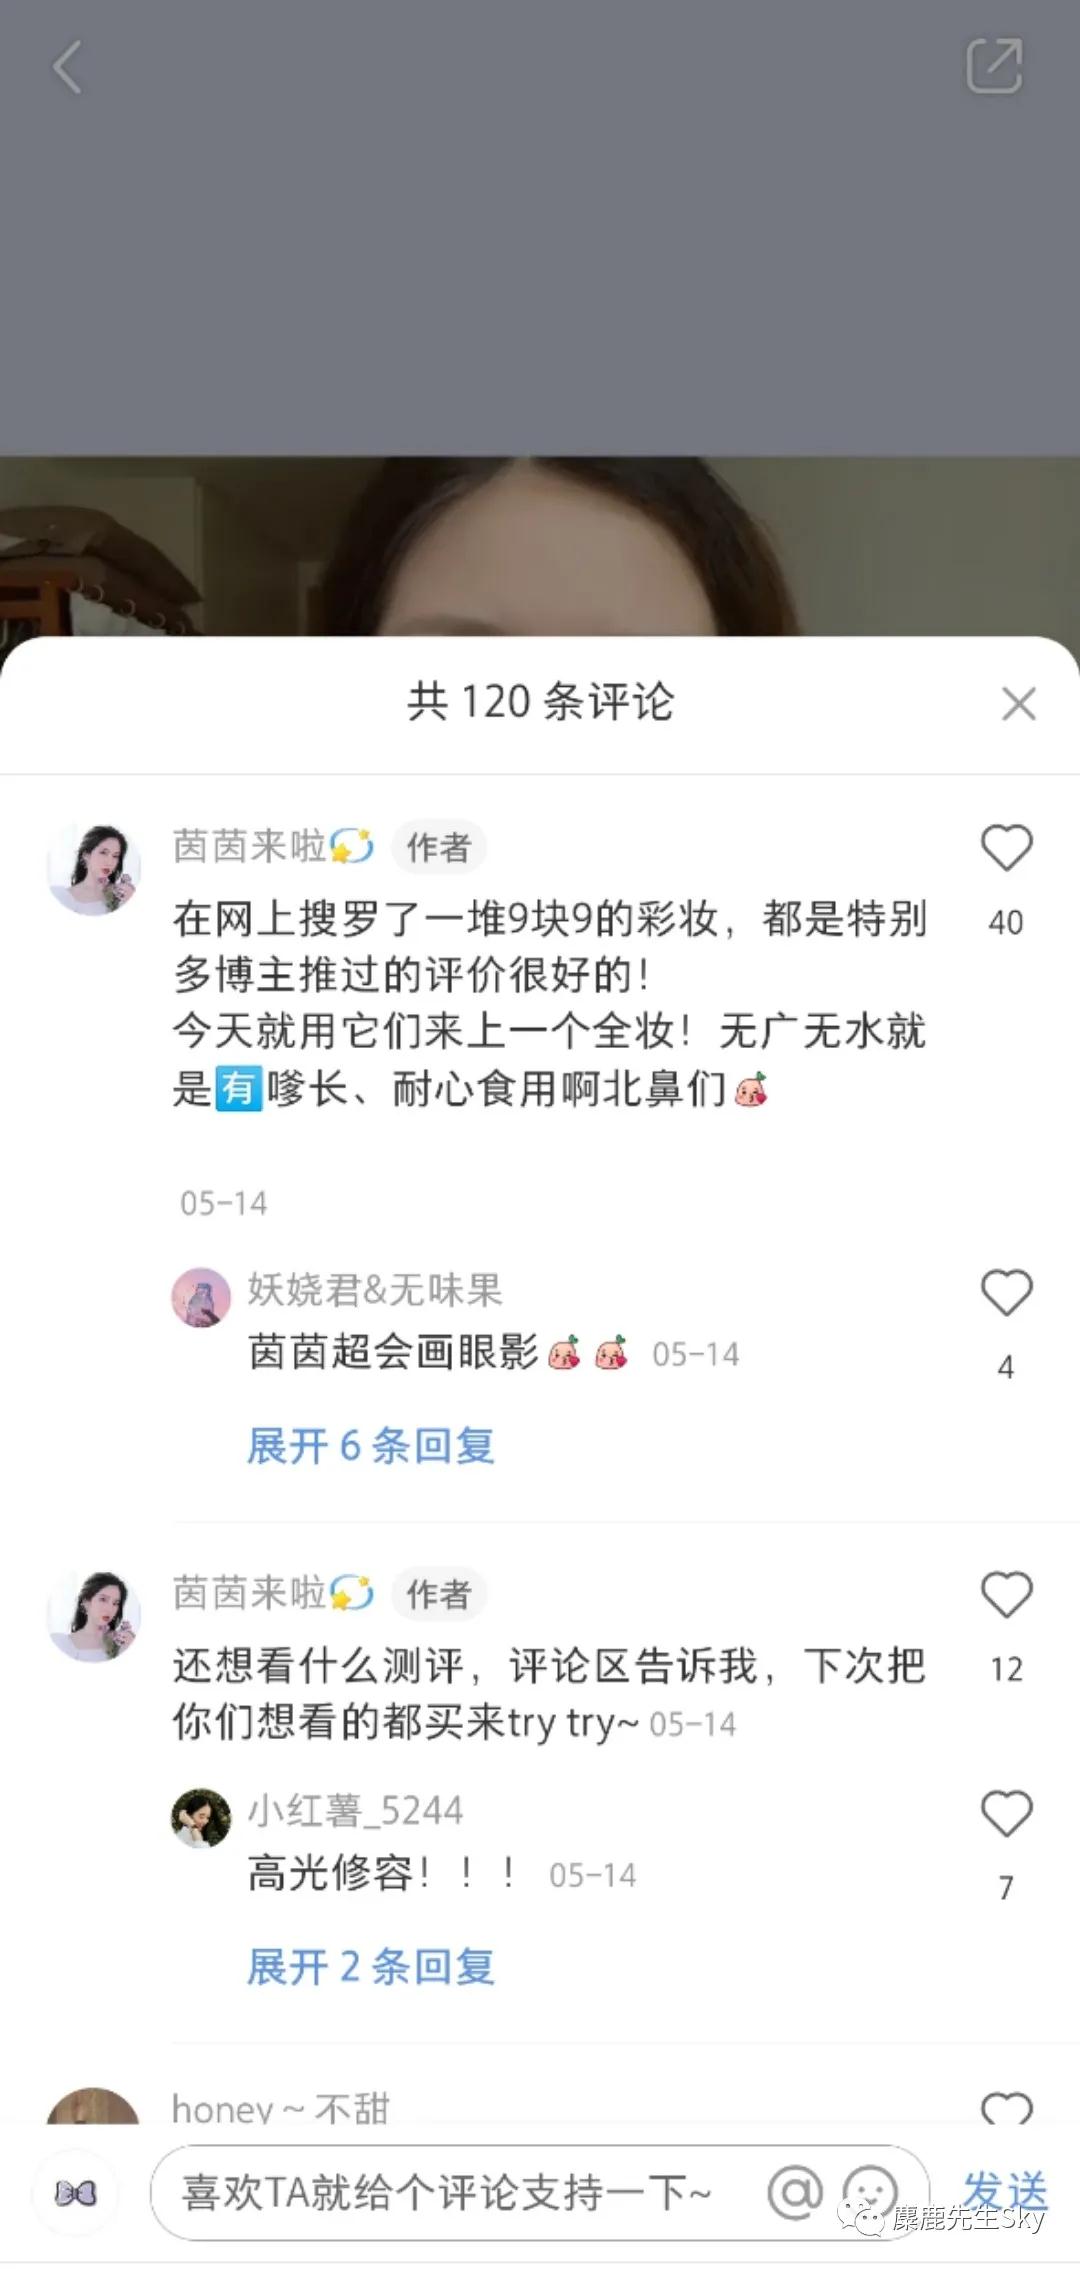 共 120 条评论
茵茵来啦💫 作者
在网上搜罗了一堆9块9的彩妆，都是特别
多博主推过的评价很好的！
40
今天就用它们来上一个全妆！无广无水就
是🈶嗲长、耐心食用啊北鼻们
05-14
妖娆君&无味果
茵茵超会画眼影 05-14
4
展开 6 条回复
茵茵来啦💫 作者
还想看什么测评，评论区告诉我，下次把
12
你们想看的都买来try try~ 05-14
小红薯_5244
高光修容！！！ 05-14
7
展开 2 条回复
honey ~ 不甜
喜欢TA就给个评论支持一下~ @ 发送
麋鹿先生Sky